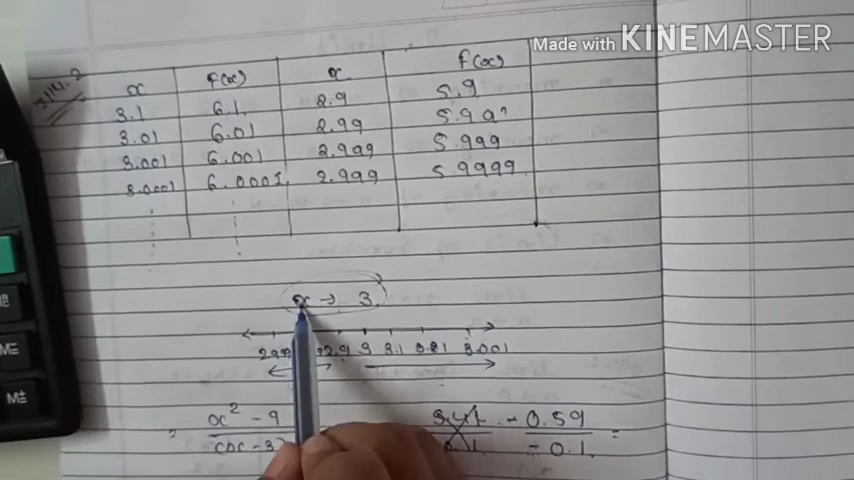 Made with KINEMASTER
x f(x) x f(x)
3.1 6.1 2.9 5.9
3.01 6.01 2.99 5.99
3.001 6.001 2.999 5.999
3.0001 6.0001 2.999 5.9999
x → 3
2.9 3 3.1 3.01 3.001
= x² - 9 - 0.59 =
- 0.1
M=
M±